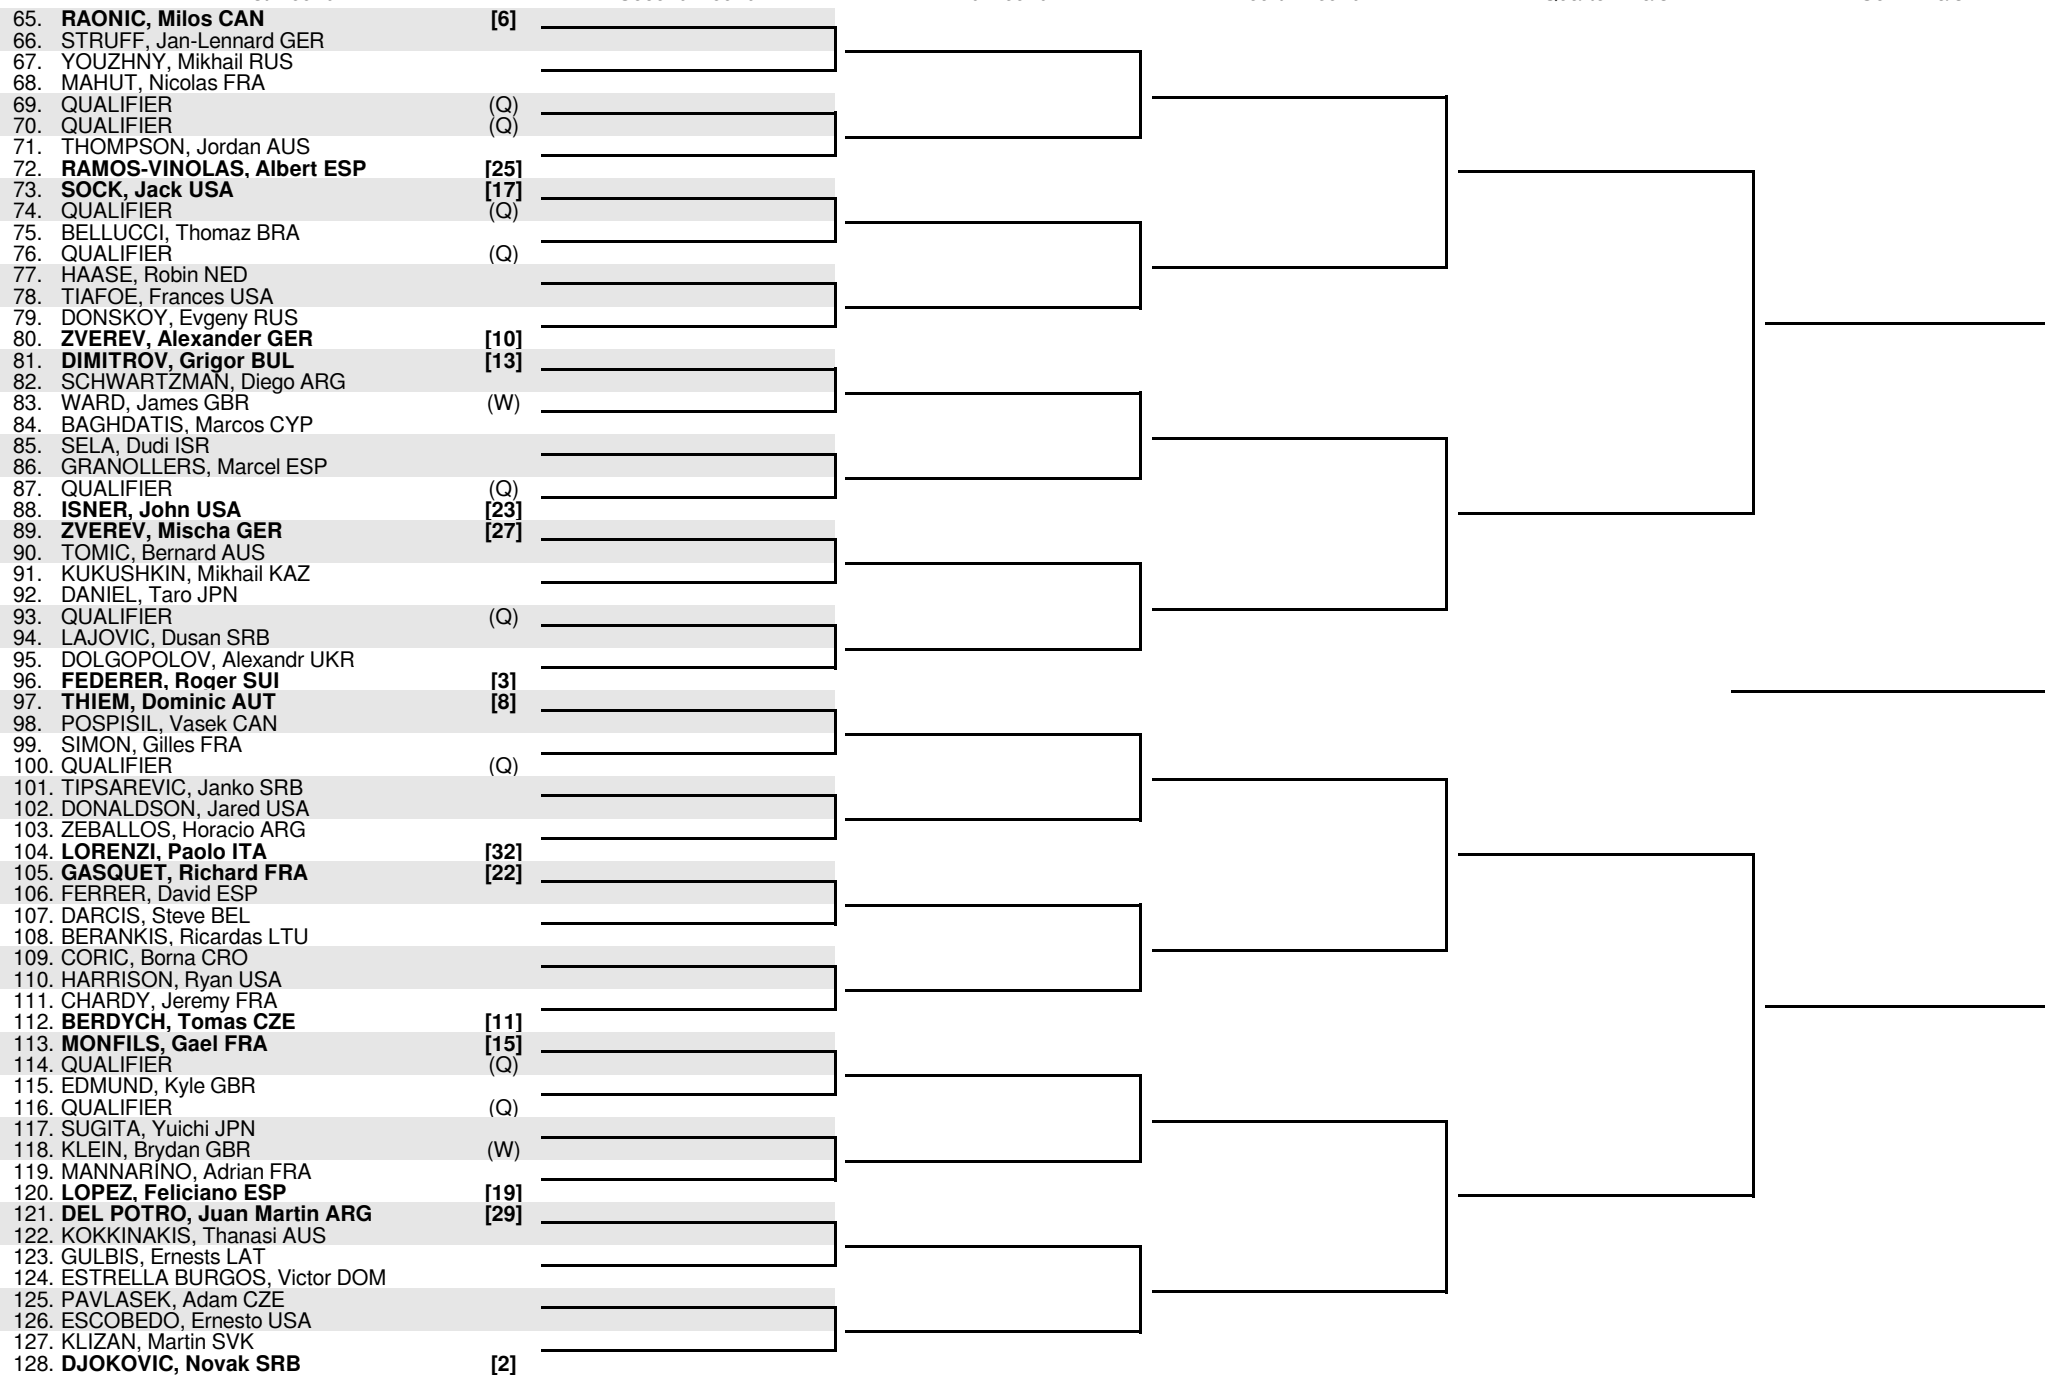 65. RAONIC, Milos CAN [6]
66. STRUFF, Jan-Lennard GER
67. YOUZHNY, Mikhail RUS
68. MAHUT, Nicolas FRA
69. QUALIFIER (Q)
70. QUALIFIER (Q)
71. THOMPSON, Jordan AUS
72. RAMOS-VINOLAS, Albert ESP [25]
73. SOCK, Jack USA [17]
74. QUALIFIER (Q)
75. BELLUCCI, Thomaz BRA
76. QUALIFIER (Q)
77. HAASE, Robin NED
78. TIAFOE, Frances USA
79. DONSKOY, Evgeny RUS
80. ZVEREV, Alexander GER [10]
81. DIMITROV, Grigor BUL [13]
82. SCHWARTZMAN, Diego ARG
83. WARD, James GBR (W)
84. BAGHDATIS, Marcos CYP
85. SELA, Dudi ISR
86. GRANOLLERS, Marcel ESP
87. QUALIFIER (Q)
88. ISNER, John USA [23]
89. ZVEREV, Mischa GER [27]
90. TOMIC, Bernard AUS
91. KUKUSHKIN, Mikhail KAZ
92. DANIEL, Taro JPN
93. QUALIFIER (Q)
94. LAJOVIC, Dusan SRB
95. DOLGOPOLOV, Alexandr UKR
96. FEDERER, Roger SUI [3]
97. THIEM, Dominic AUT [8]
98. POSPISIL, Vasek CAN
99. SIMON, Gilles FRA
100. QUALIFIER (Q)
101. TIPSAREVIC, Janko SRB
102. DONALDSON, Jared USA
103. ZEBALLOS, Horacio ARG
104. LORENZI, Paolo ITA [32]
105. GASQUET, Richard FRA [22]
106. FERRER, David ESP
107. DARCIS, Steve BEL
108. BERANKIS, Ricardas LTU
109. CORIC, Borna CRO
110. HARRISON, Ryan USA
111. CHARDY, Jeremy FRA
112. BERDYCH, Tomas CZE [11]
113. MONFILS, Gael FRA [15]
114. QUALIFIER (Q)
115. EDMUND, Kyle GBR
116. QUALIFIER (Q)
117. SUGITA, Yuichi JPN
118. KLEIN, Brydan GBR (W)
119. MANNARINO, Adrian FRA
120. LOPEZ, Feliciano ESP [19]
121. DEL POTRO, Juan Martin ARG [29]
122. KOKKINAKIS, Thanasi AUS
123. GULBIS, Ernests LAT
124. ESTRELLA BURGOS, Victor DOM
125. PAVLASEK, Adam CZE
126. ESCOBEDO, Ernesto USA
127. KLIZAN, Martin SVK
128. DJOKOVIC, Novak SRB [2]